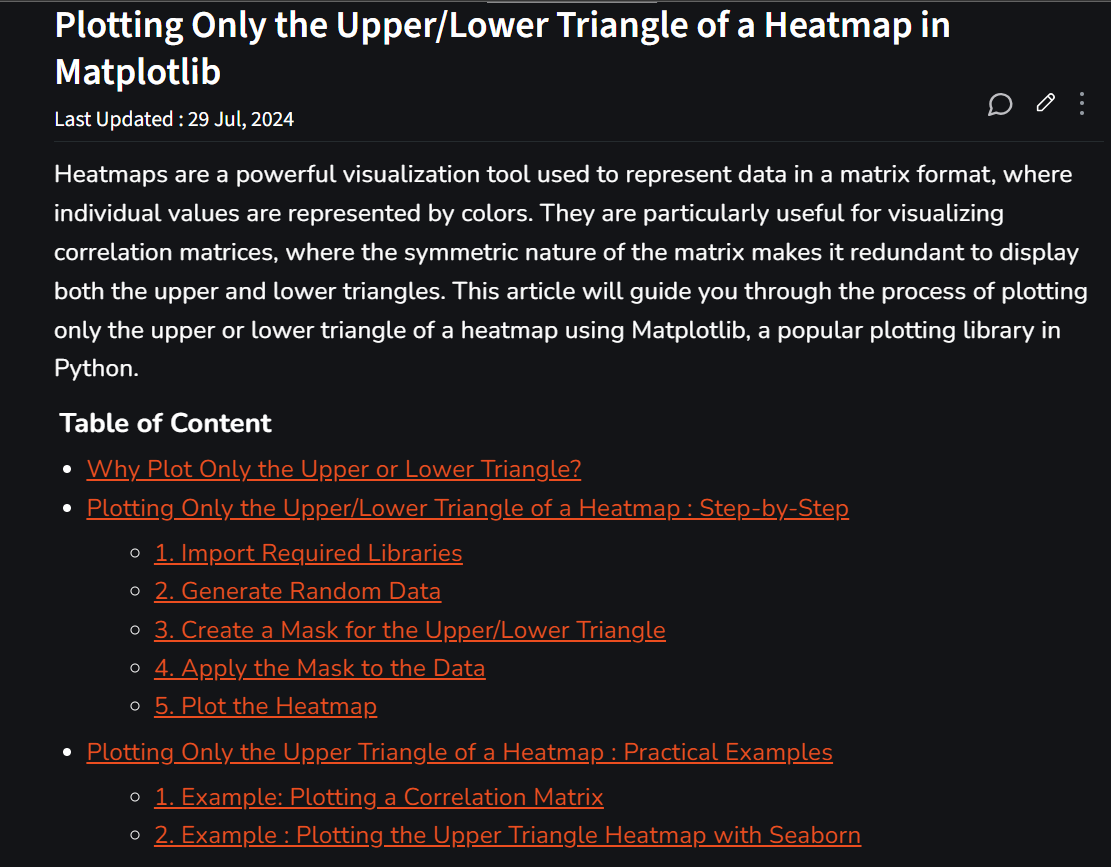 Plotting Only the Upper/Lower Triangle of a Heatmap in
Matplotlib
Last Updated : 29 Jul, 2024
Heatmaps are a powerful visualization tool used to represent data in a matrix format, where
individual values are represented by colors. They are particularly useful for visualizing
correlation matrices, where the symmetric nature of the matrix makes it redundant to display
both the upper and lower triangles. This article will guide you through the process of plotting
only the upper or lower triangle of a heatmap using Matplotlib, a popular plotting library in
Python.
Table of Content
Why Plot Only the Upper or Lower Triangle?
Plotting Only the Upper/Lower Triangle of a Heatmap : Step-by-Step
1. Import Required Libraries
2. Generate Random Data
3. Create a Mask for the Upper/Lower Triangle
4. Apply the Mask to the Data
5. Plot the Heatmap
Plotting Only the Upper Triangle of a Heatmap : Practical Examples
1. Example: Plotting a Correlation Matrix
2. Example : Plotting the Upper Triangle Heatmap with Seaborn